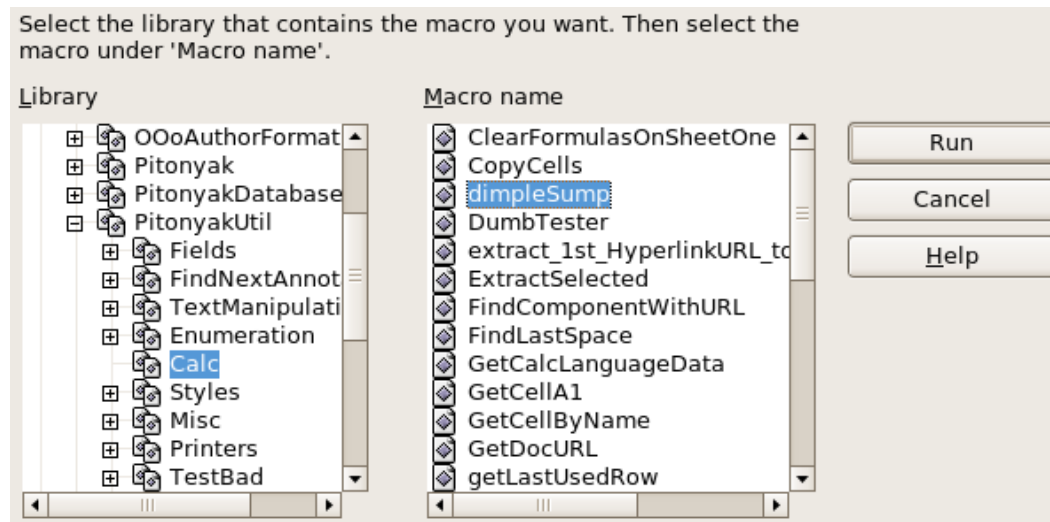 Select the library that contains the macro you want. Then select the
macro under 'Macro name'.
Library
OOoAuthorFormat
Pitonyak
PitonyakDatabase
PitonyakUtil
Fields
FindNextAnnot
TextManipulati
Enumeration
Calc
Styles
Misc
Printers
TestBad
Macro name
ClearFormulasOnSheetOne
CopyCells
dimpleSump
DumbTester
extract_1st_HyperlinkURL_to
ExtractSelected
FindComponentWithURL
FindLastSpace
GetCalcLanguageData
GetCellA1
GetCellByName
GetDocURL
getLastUsedRow
Run
Cancel
Help